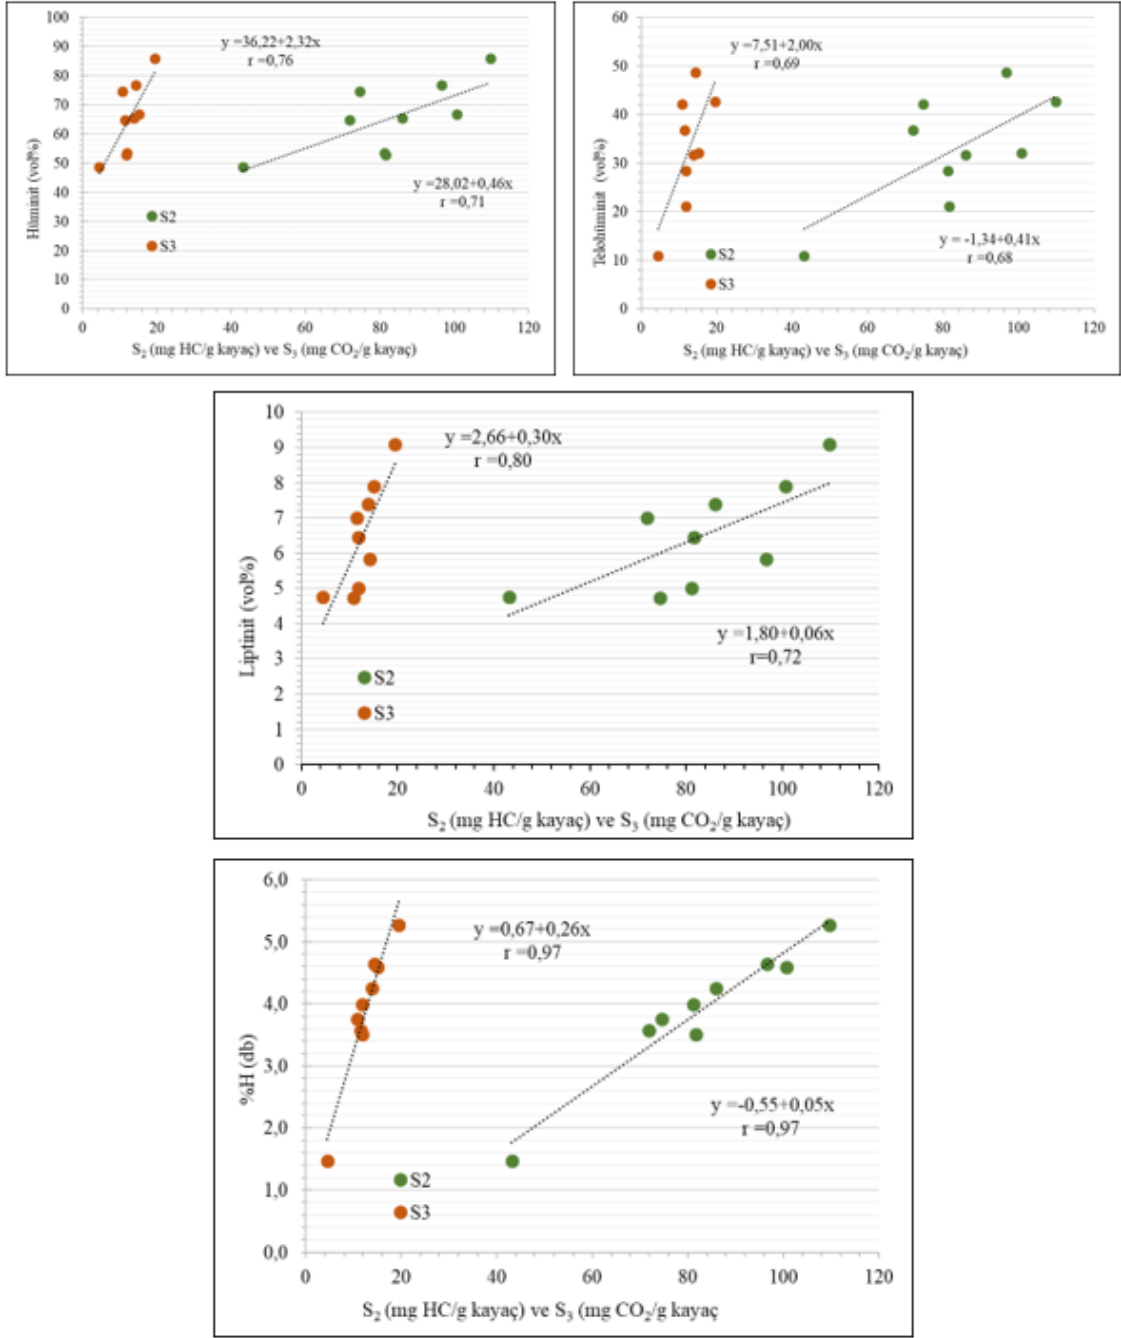 100
90
80
70
60
50
40
30
20
10
0
Hüminit (vol%)
y =36,22+2,32x
r =0,76
y =28,02+0,46x
r =0,71
S2
S3
0 20 40 60 80 100 120
S2 (mg HC/g kayaç) ve S3 (mg CO2/g kayaç)
60
50
40
30
20
10
0
Telohüminit (vol%)
y =7,51+2,00x
r =0,69
y = -1,34+0,41x
r =0,68
S2
S3
0 20 40 60 80 100 120
S2 (mg HC/g kayaç) ve S3 (mg CO2/g kayaç)
10
9
8
7
6
5
4
3
2
1
0
Liptinit (vol%)
y =2,66+0,30x
r =0,80
y =1,80+0,06x
r=0,72
S2
S3
0 20 40 60 80 100 120
S2 (mg HC/g kayaç) ve S3 (mg CO2/g kayaç)
6,0
5,0
4,0
3,0
2,0
1,0
0,0
%H (db)
y=0,67+0,26x
r =0,97
y =-0,55+0,05x
r =0,97
S2
S3
0 20 40 60 80 100 120
S2 (mg HC/g kayaç) ve S3 (mg CO2/g kayaç